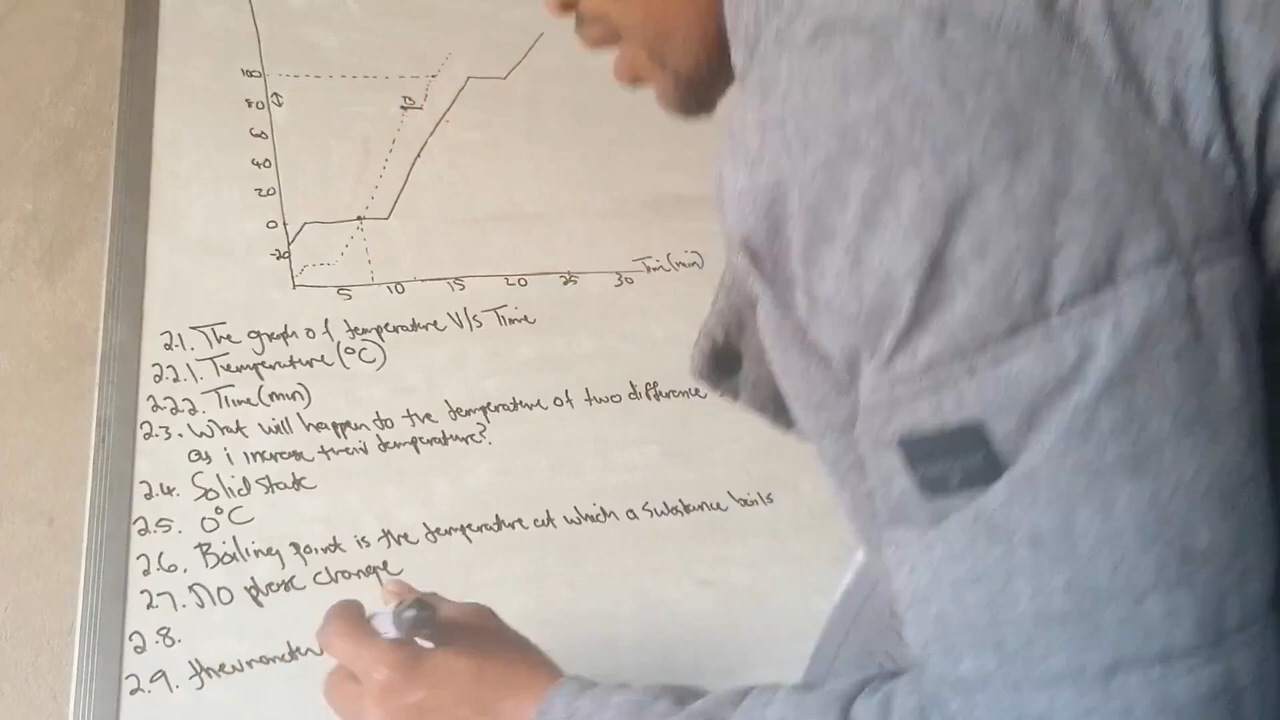 100
80
60
40
20
0
-20
B
5 10 15 20 25 30 Tim(min)
2.1. The graph of temperature V/s Time
2.2.1. Temperature (°C)
2.2.2. Time (min)
2.3. What will happen to the temperature of two difference
as i increase their temperature?
2.4. Solid state
2.5. 0°C
2.6. Boiling point is the temperature at which a substance boils
2.7. No phase change
2.8.
2.9. thermometer